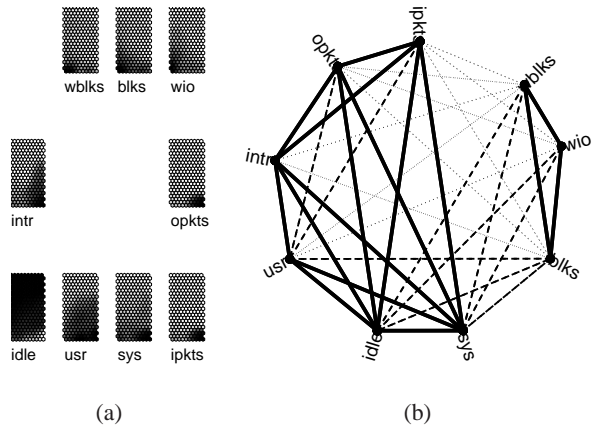 wblks blks wio
intr opkts
idle usr sys ipkts
(a)
ipkts
opkts
blks
intr
wio
usr
blks
idle
sys
(b)